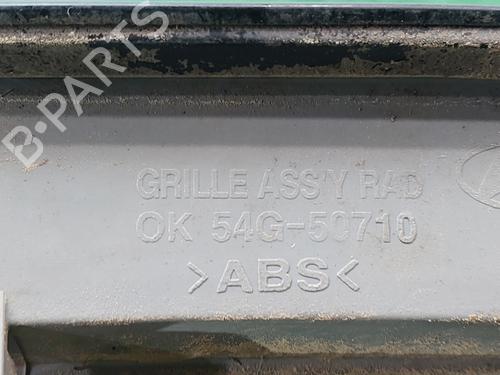 B-PARTS
GRILLE ASS'Y RAD
OK 54G-50710
>ABS<